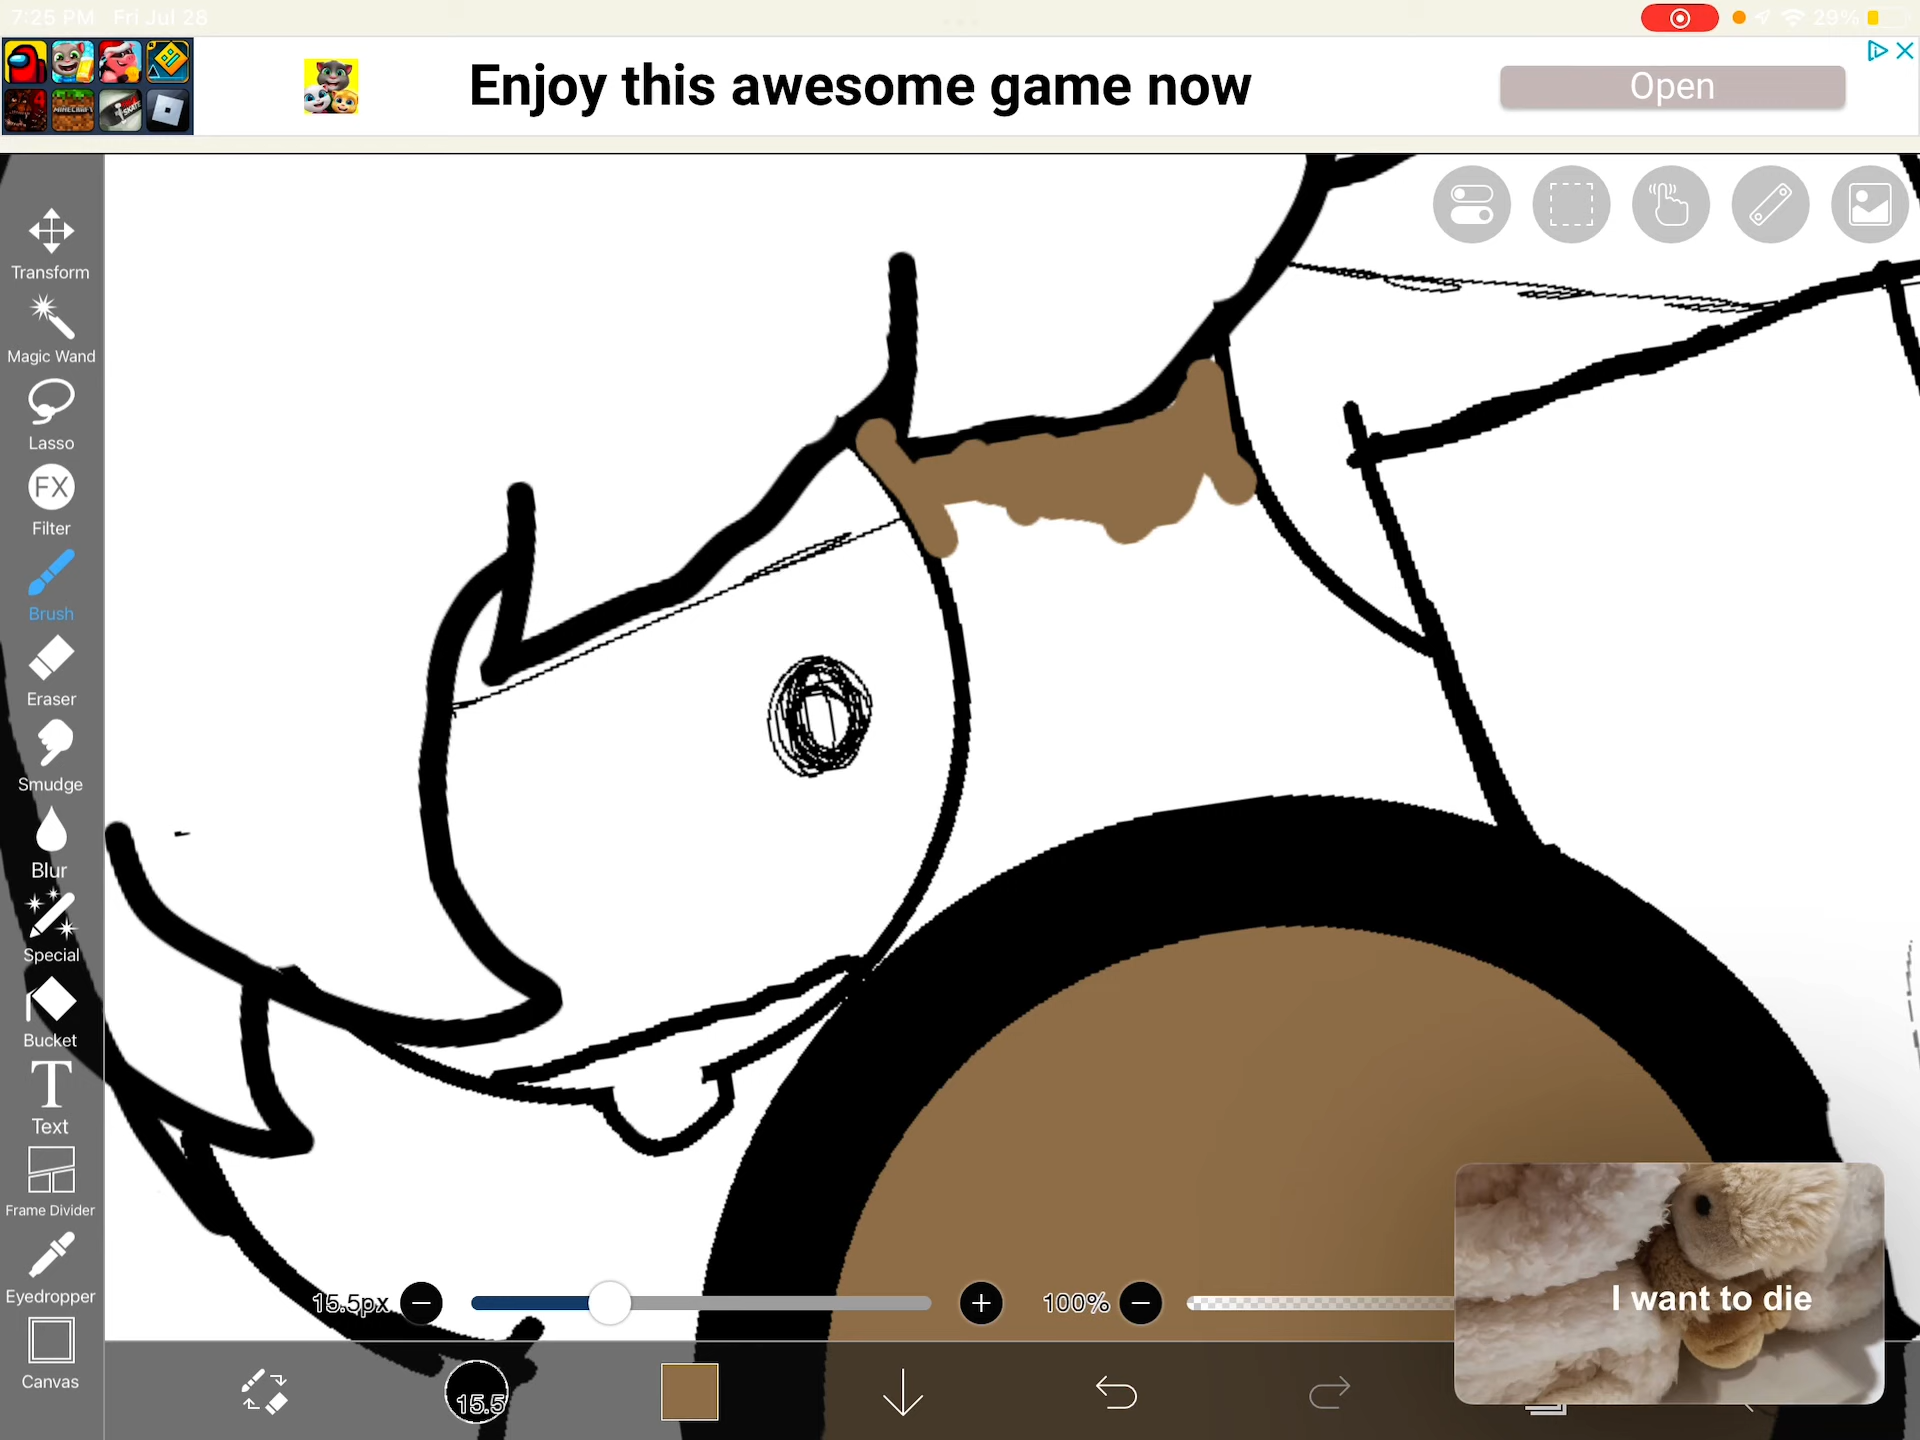 7:25 PM Fri Jul 28
29%
Enjoy this awesome game now
Open
Transform
Magic Wand
Lasso
FX
Filter
Brush
Eraser
Smudge
Blur
Special
Bucket
T
Text
Frame Divider
Eyedropper
Canvas
15.5px
100%
I want to die
15.5